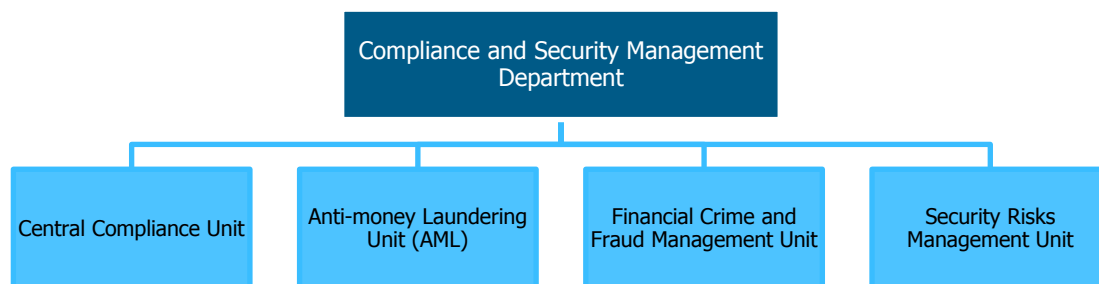 Compliance and Security Management
Department
Central Compliance Unit
Anti-money Laundering
Unit (AML)
Financial Crime and
Fraud Management Unit
Security Risks
Management Unit